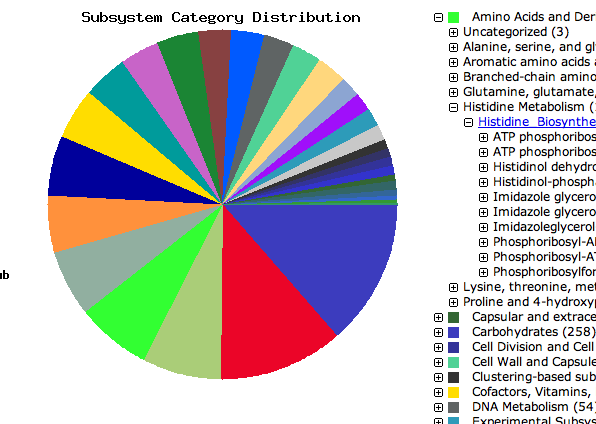 Subsystem Category Distribution
Amino Acids and Der
Uncategorized (3)
Alanine, serine, and gl
Aromatic amino acids a
Branched-chain amino
Glutamine, glutamate,
Histidine Metabolism (
Histidine Biosynthe
ATP phosphoribos
ATP phosphoribos
Histidinol dehydro
Histidinol-phospha
Imidazole glycero
Imidazole glycero
Imidazoleglycerol
Phosphoribosyl-A
Phosphoribosyl-AT
Phosphoribosylfor
Lysine, threonine, met
Proline and 4-hydroxyp
ub
Capsular and extrace
Carbohydrates (258)
Cell Division and Cell
Cell Wall and Capsule
Clustering-based sub
Cofactors, Vitamins,
DNA Metabolism (54)
Experimental Subsys